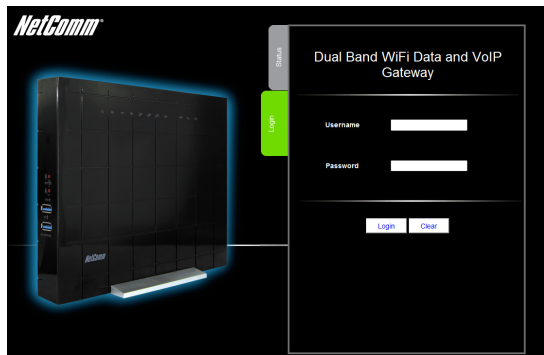 NetComm
Status
Login
Dual Band WiFi Data and VoIP
Gateway
Username
Password
Login
Clear
NetComm